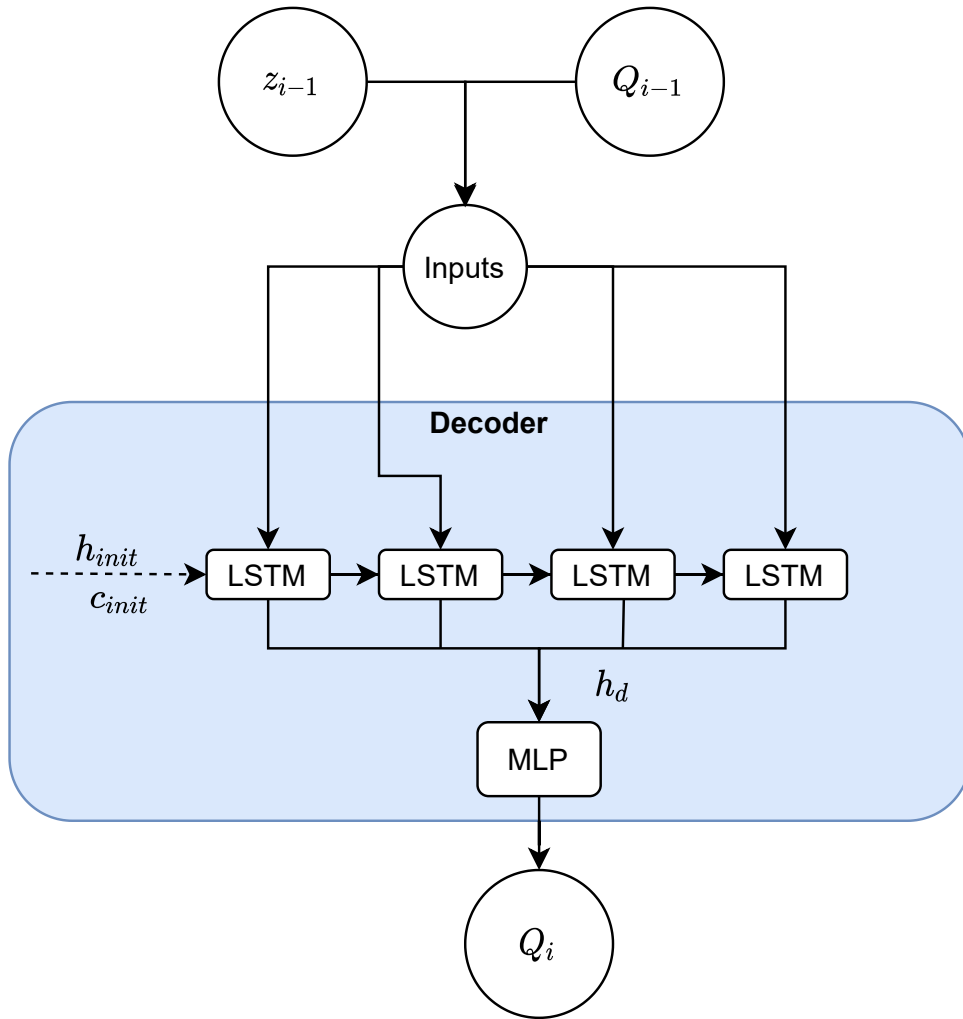 z_{i-1}
Q_{i-1}
Inputs
Decoder
h_{init}
c_{init}
LSTM
LSTM
LSTM
LSTM
h_d
MLP
Q_i